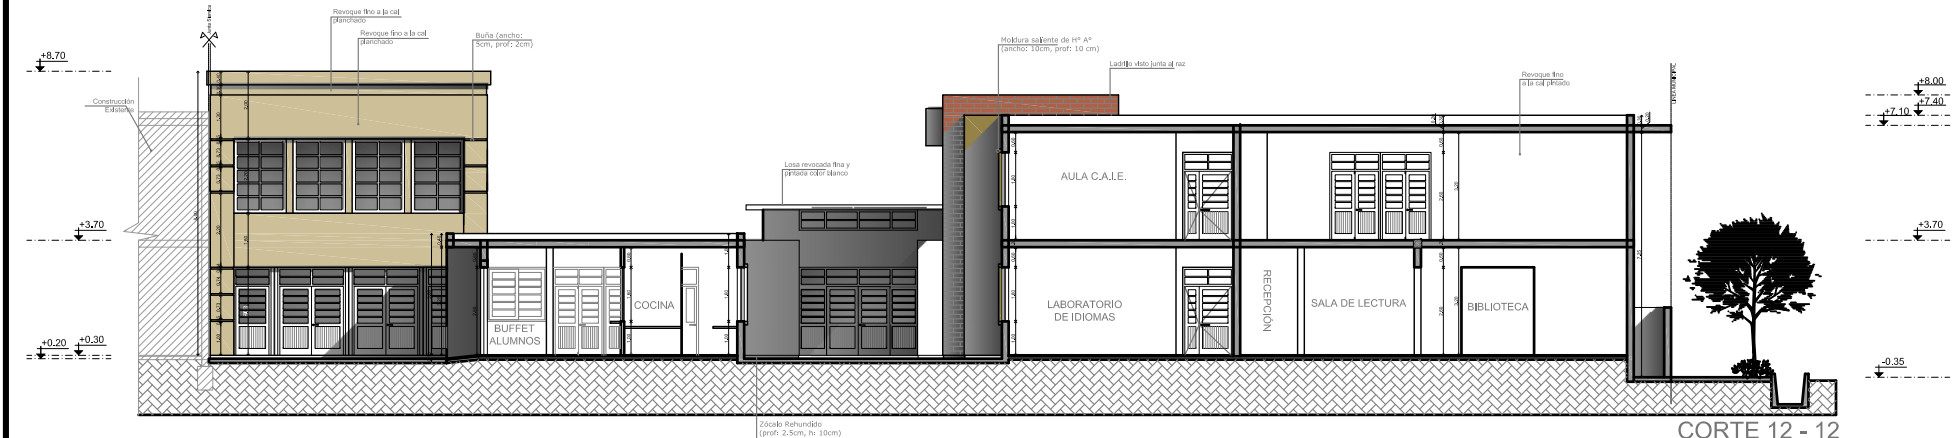 Revoque fino a la cal
planchado
Revoque fino a la cal
planchado
Buña (ancho:
5cm, prof: 2cm)
+8.70
Construcción
Existente
+3.70
+0.20
+0.30
Losa revocada fina y
pintada color blanco
Moldura saliente de Hº Aº
(ancho: 10cm, prof: 10 cm)
Ladrillo visto junta al raz
Revoque fino
a la cal pintado
LINEA MUNICIPAL
+8.00
+7.40
+7.10
+3.70
-0.35
AULA C.A.I.E.
BUFFET
ALUMNOS
COCINA
LABORATORIO
DE IDIOMAS
RECEPCIÓN
SALA DE LECTURA
BIBLIOTECA
Zócalo Rehundido
(prof: 2.5cm, h: 10cm)
CORTE 12 - 12